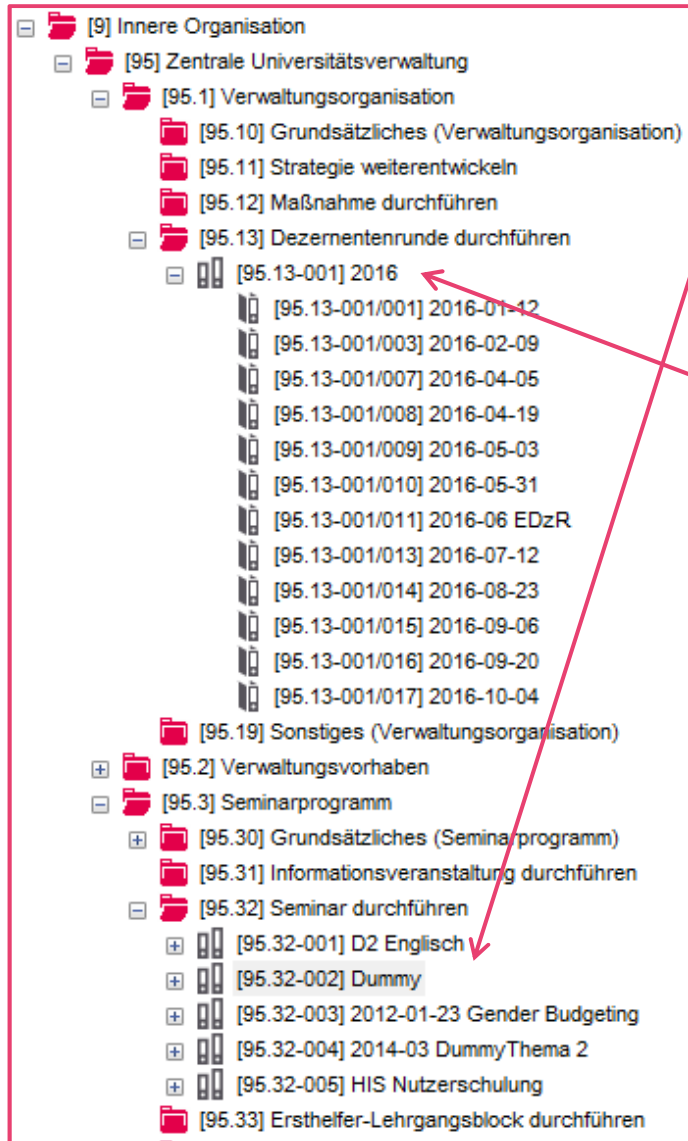 [9] Innere Organisation
[95] Zentrale Universitätsverwaltung
[95.1] Verwaltungsorganisation
[95.10] Grundsätzliches (Verwaltungsorganisation)
[95.11] Strategie weiterentwickeln
[95.12] Maßnahme durchführen
[95.13] Dezernentenrunde durchführen
[95.13-001] 2016
[95.13-001/001] 2016-01-12
[95.13-001/003] 2016-02-09
[95.13-001/007] 2016-04-05
[95.13-001/008] 2016-04-19
[95.13-001/009] 2016-05-03
[95.13-001/010] 2016-05-31
[95.13-001/011] 2016-06 EDzR
[95.13-001/013] 2016-07-12
[95.13-001/014] 2016-08-23
[95.13-001/015] 2016-09-06
[95.13-001/016] 2016-09-20
[95.13-001/017] 2016-10-04
[95.19] Sonstiges (Verwaltungsorganisation)
[95.2] Verwaltungsvorhaben
[95.3] Seminarprogramm
[95.30] Grundsätzliches (Seminarprogramm)
[95.31] Informationsveranstaltung durchführen
[95.32] Seminar durchführen
[95.32-001] D2 Englisch
[95.32-002] Dummy
[95.32-003] 2012-01-23 Gender Budgeting
[95.32-004] 2014-03 DummyThema 2
[95.32-005] HIS Nutzerschulung
[95.33] Ersthelfer-Lehrgangsblock durchführen